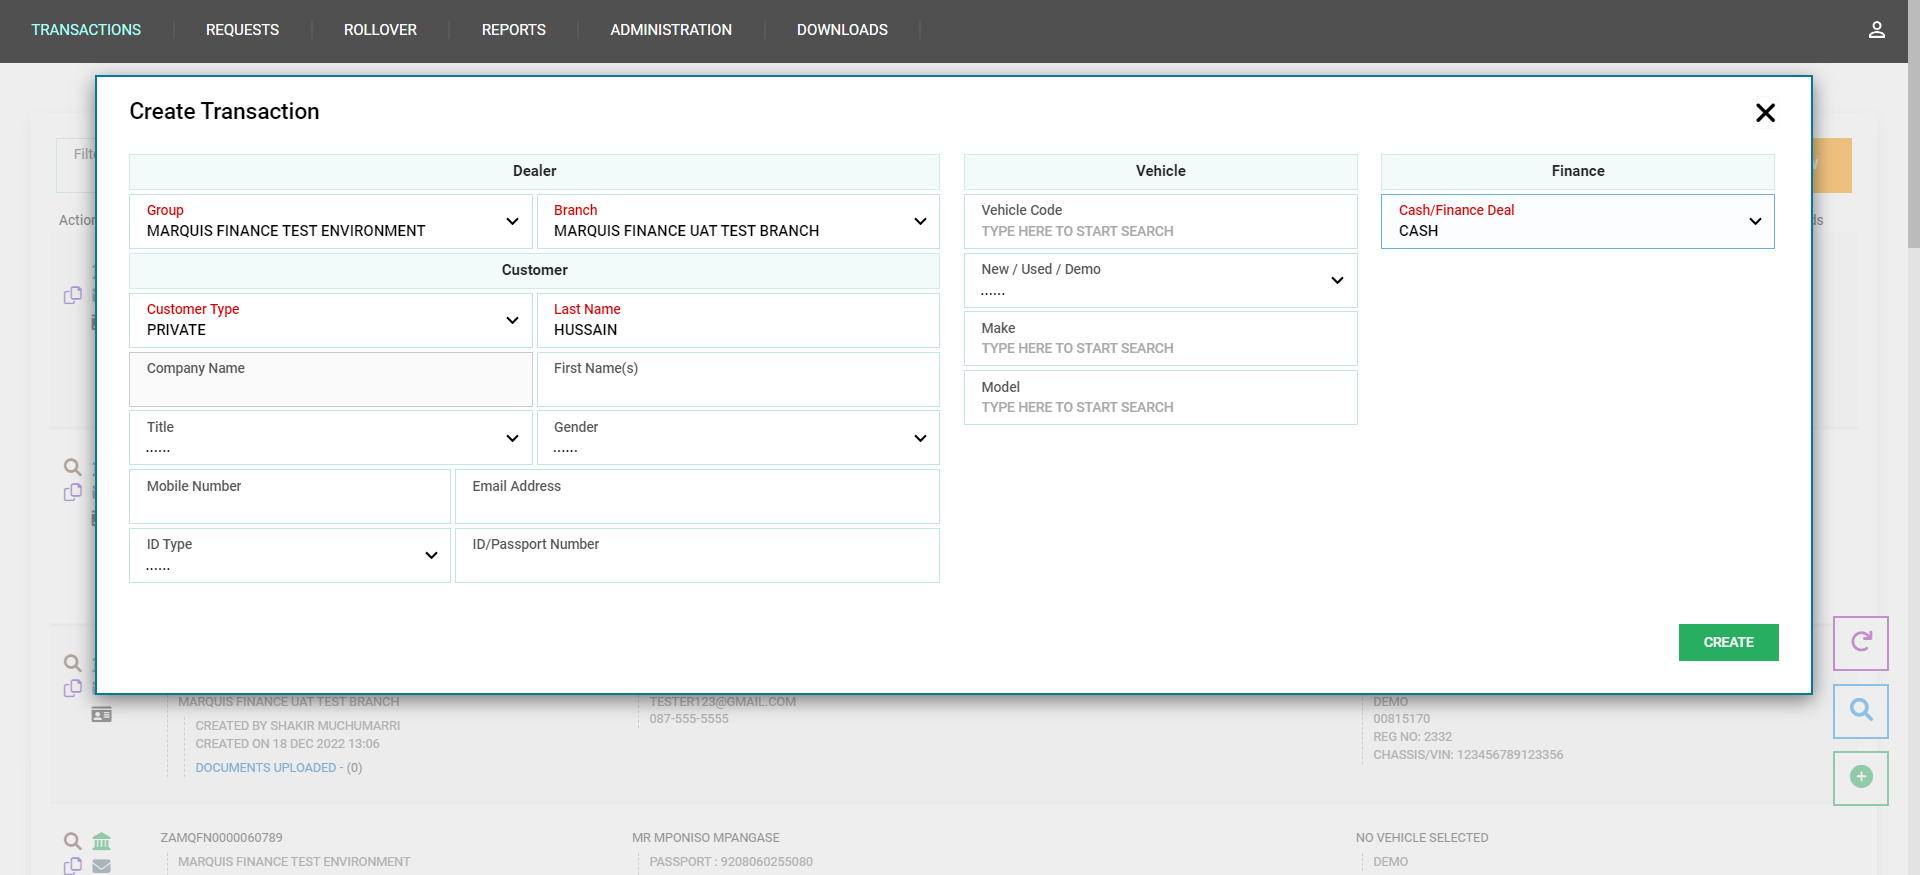 TRANSACTIONS
REQUESTS
ROLLOVER
REPORTS
ADMINISTRATION
DOWNLOADS
Create Transaction
Dealer
Vehicle
Finance
Group
MARQUIS FINANCE TEST ENVIRONMENT
Branch
MARQUIS FINANCE UAT TEST BRANCH
Vehicle Code
TYPE HERE TO START SEARCH
Cash/Finance Deal
CASH
Customer
New / Used / Demo
......
Customer Type
PRIVATE
Last Name
HUSSAIN
Make
TYPE HERE TO START SEARCH
Company Name
First Name(s)
Model
TYPE HERE TO START SEARCH
Title
......
Gender
......
Mobile Number
Email Address
ID Type
......
ID/Passport Number
CREATE
MARQUIS FINANCE UAT TEST BRANCH
CREATED BY SHAKIR MUCHUMARRI
CREATED ON 18 DEC 2022 13:06
DOCUMENTS UPLOADED - (0)
TESTER123@GMAIL.COM
087-555-5555
DEMO
00815170
REG NO: 2332
CHASSIS/VIN: 123456789123356
ZAMQFN0000060789
MARQUIS FINANCE TEST ENVIRONMENT
MR MPONISO MPANGASE
PASSPORT : 9208060255080
NO VEHICLE SELECTED
DEMO